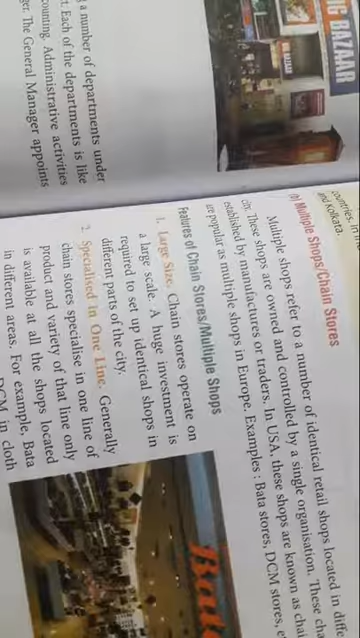 BIG BAZAAR
a number of departments under
Each of the departments is like
counting. Administrative activities
The General Manager appoints
countries. In
and Kolkata.
(b) Multiple Shops/Chain Stores
Multiple shops refer to a number of identical retail shops located in
city. These shops are owned and controlled by a single organisation. These
established by manufactures or traders. In USA, these shops are known as
are popular as multiple shops in Europe. Examples : Bata stores, DCM stores,
Features of Chain Stores/Multiple Shops
1. Large Size. Chain stores operate on
a large scale. A huge investment is
required to set up identical shops in
different parts of the city.
2. Specialised in One Line. Generally
chain stores specialise in one line of
product and variety of that line only
is available at all the shops located
in different areas. For example, Bata
DCM in cloth
Bata